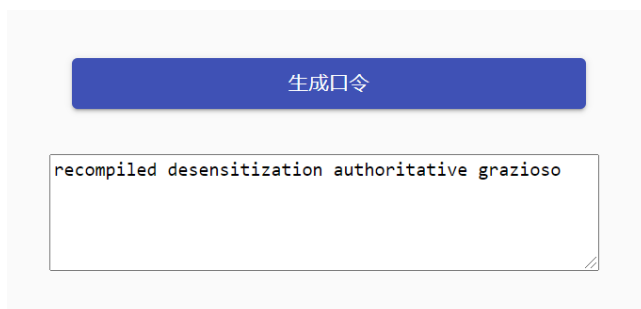 生成口令
recompiled desensitization authoritative grazioso